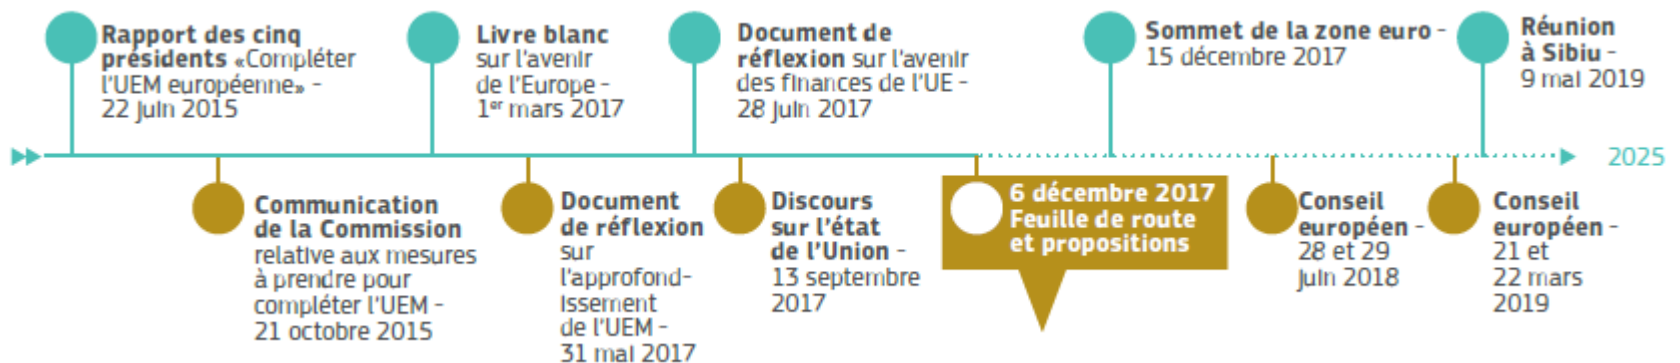 Rapport des cinq
présidents «Compléter
l'UEM européenne» -
22 juin 2015
Communication
de la Commission
relative aux mesures
à prendre pour
compléter l'UEM -
21 octobre 2015
Livre blanc
sur l'avenir
de l'Europe -
1er mars 2017
Document
de réflexion
sur
l'approfond-
issement
de l'UEM -
31 mai 2017
Document de
réflexion sur l'avenir
des finances de l'UE -
28 juin 2017
Discours
sur l'état
de l'Union -
13 septembre
2017
6 décembre 2017
Feuille de route
et propositions
Sommet de la zone euro -
15 décembre 2017
Conseil
européen -
28 et 29
juin 2018
Conseil
européen -
21 et
22 mars
2019
Réunion
à Sibiu -
9 mai 2019
2025